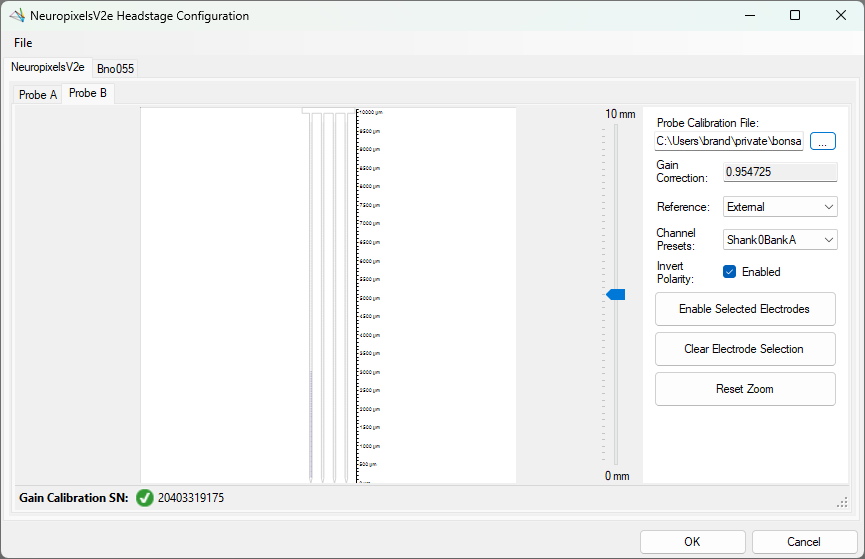 NeuropixelsV2e Headstage Configuration
File
NeuropixelsV2e Bno055
Probe A Probe B
10000 µm
9500 µm
9000 µm
8500 µm
8000 µm
7500 µm
7000 µm
6500 µm
6000 µm
5500 µm
5000 µm
4500 µm
4000 µm
3500 µm
3000 µm
2500 µm
2000 µm
1500 µm
1000 µm
500 µm
0 µm
10 mm
0 mm
Probe Calibration File:
C:\Users\brand\private\bonsa ...
Gain
Correction: 0.954725
Reference: External
Channel
Presets: Shank0BankA
Invert
Polarity: Enabled
Enable Selected Electrodes
Clear Electrode Selection
Reset Zoom
Gain Calibration SN: 20403319175
OK Cancel